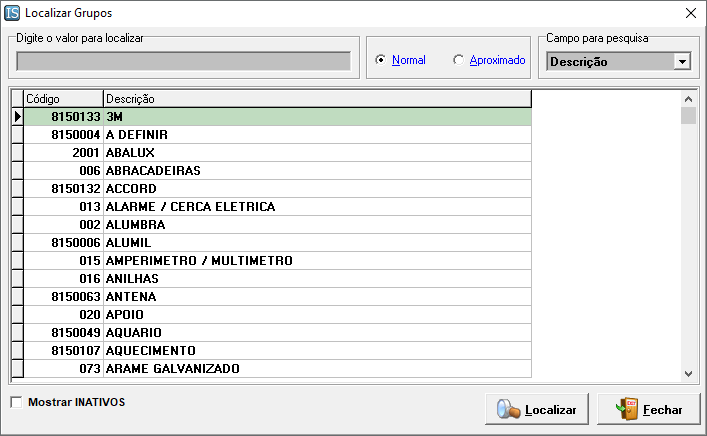 IS Localizar Grupos
Digite o valor para localizar
Normal
Aproximado
Campo para pesquisa
Descrição
Código Descrição
8150133 3M
8150004 A DEFINIR
2001 ABALUX
006 ABRACADEIRAS
8150132 ACCORD
013 ALARME / CERCA ELETRICA
002 ALUMBRA
8150006 ALUMIL
015 AMPERIMETRO / MULTIMETRO
016 ANILHAS
8150063 ANTENA
020 APOIO
8150049 AQUARIO
8150107 AQUECIMENTO
073 ARAME GALVANIZADO
Mostrar INATIVOS
Localizar
Fechar